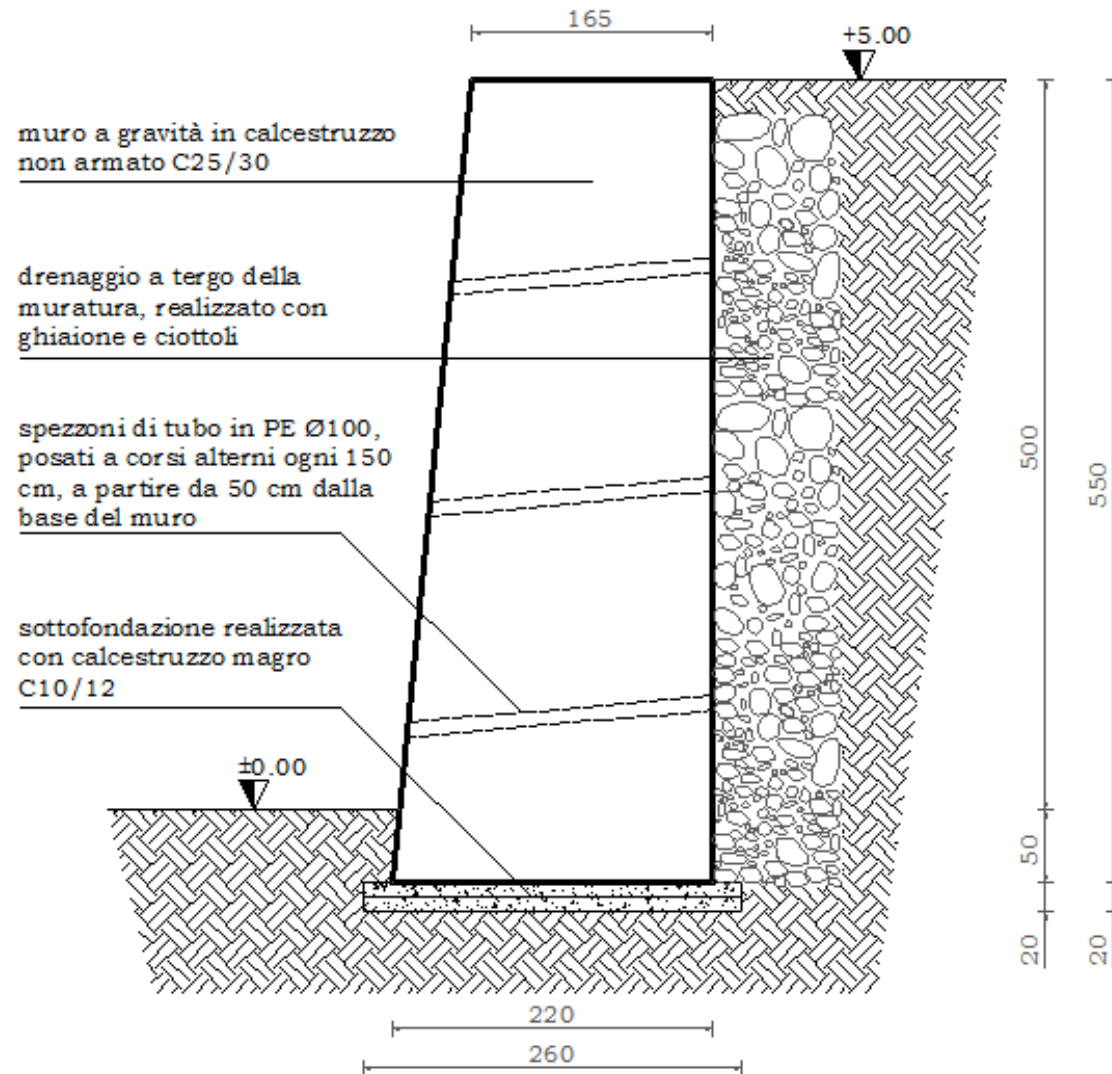 165
+5.00
muro a gravità in calcestruzzo
non armato C25/30
drenaggio a tergo della
muratura, realizzato con
ghiaione e ciottoli
spezzoni di tubo in PE Ø100,
posati a corsi alterni ogni 150
cm, a partire da 50 cm dalla
base del muro
500
550
sottofondazione realizzata
con calcestruzzo magro
C10/12
±0.00
50
20
20
220
260